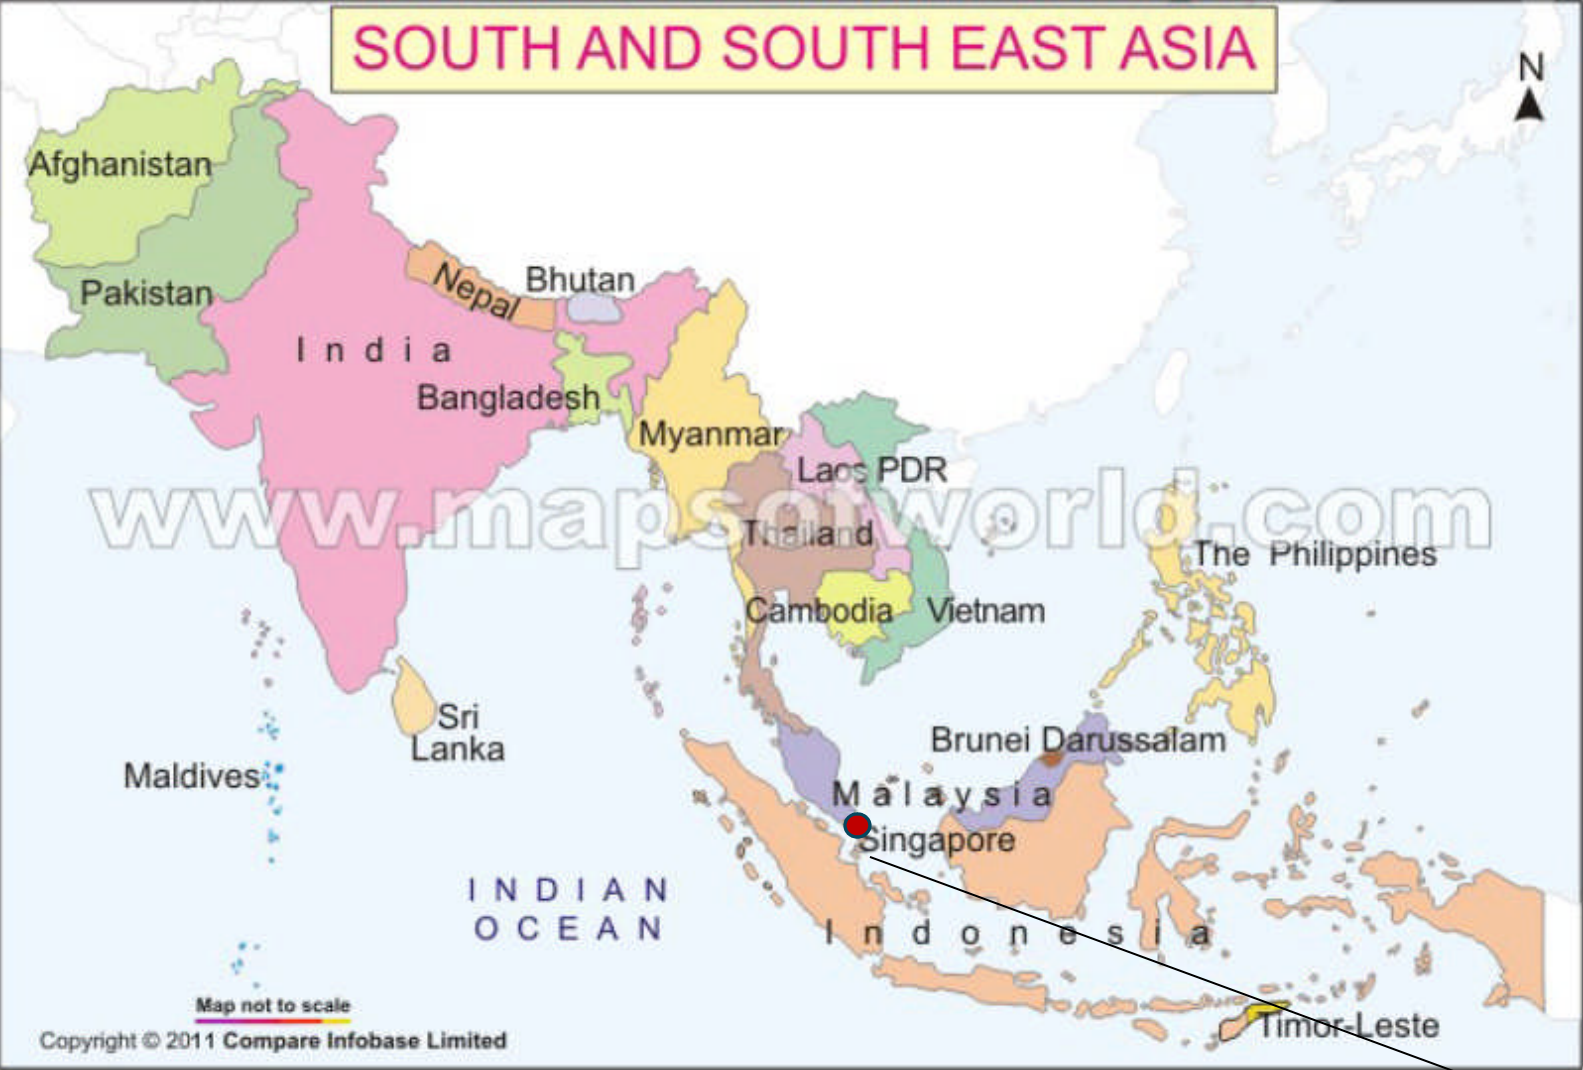 SOUTH AND SOUTH EAST ASIA
N
Afghanistan
Pakistan
Nepal
Bhutan
India
Bangladesh
Myanmar
Laos PDR
www.mapsofworld.com
Thailand
The Philippines
Cambodia
Vietnam
Sri
Lanka
Brunei Darussalam
Maldives
Malaysia
Singapore
INDIAN
OCEAN
Indonesia
Map not to scale
Timor-Leste
Copyright © 2011 Compare Infobase Limited